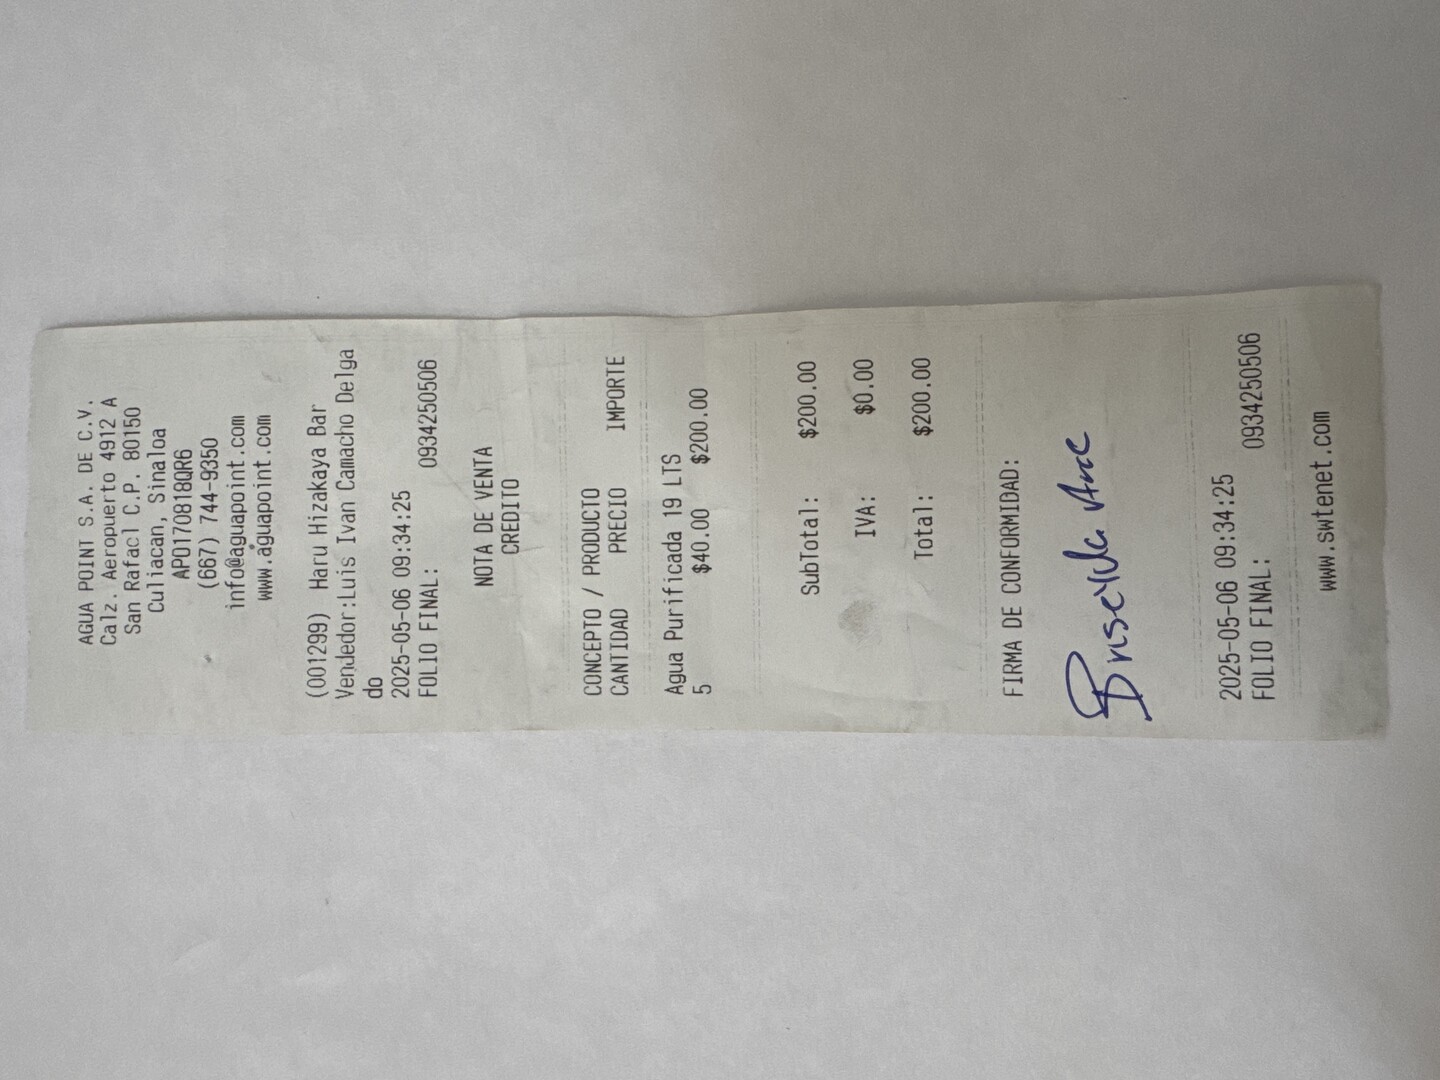 AGUA POINT S.A. DE C.V.
Calz. Aeropuerto 4912 A
San Rafael C.P. 80150
Culiacan, Sinaloa
APO170818QR6
(667) 744-9350
info@aguapoint.com
www.aguapoint.com
(001299) Haru Hizakaya Bar
Vendedor:Luis Ivan Camacho Delga
do
2025-05-06 09:34:25
FOLIO FINAL: 0934250506
NOTA DE VENTA
CREDITO
CONCEPTO / PRODUCTO
CANTIDAD PRECIO IMPORTE
Agua Purificada 19 LTS
5 $40.00 $200.00
SubTotal: $200.00
IVA: $0.00
Total: $200.00
FIRMA DE CONFORMIDAD:
2025-05-06 09:34:25
FOLIO FINAL: 0934250506
www.swtenet.com